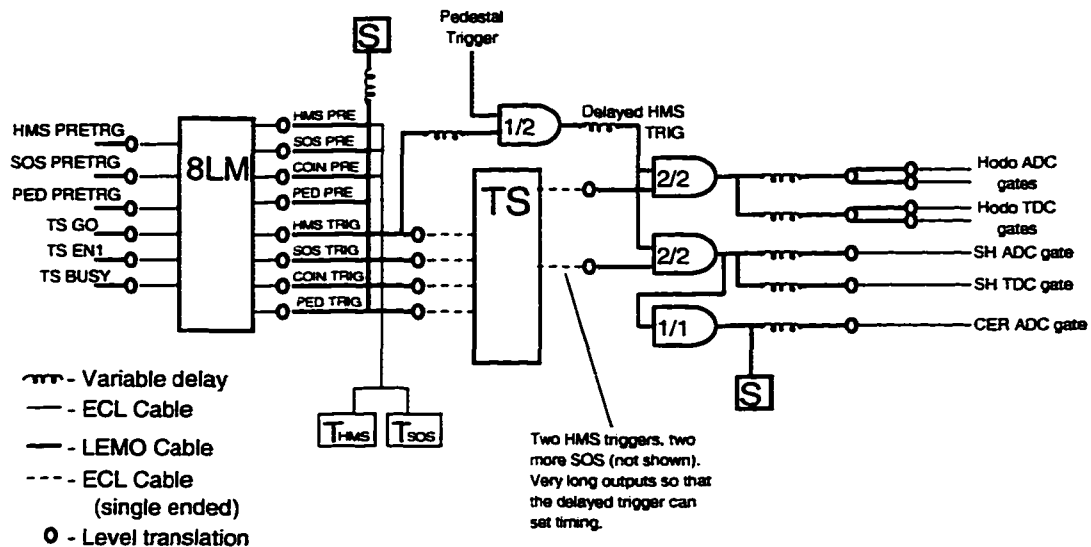 S
Pedestal
Trigger
HMS PRETRG
SOS PRETRG
PED PRETRG
TS GO
TS EN1
TS BUSY
8LM
HMS PRE
SOS PRE
COIN PRE
PED PRE
HMS TRIG
SOS TRIG
COIN TRIG
PED TRIG
1/2
Delayed HMS
TRIG
TS
2/2
2/2
1/1
Hodo ADC
gates
Hodo TDC
gates
SH ADC gate
SH TDC gate
CER ADC gate
S
THMS
TSOS
- Variable delay
- ECL Cable
- LEMO Cable
- ECL Cable
(single ended)
- Level translation
Two HMS triggers, two
more SOS (not shown).
Very long outputs so that
the delayed trigger can
set timing.